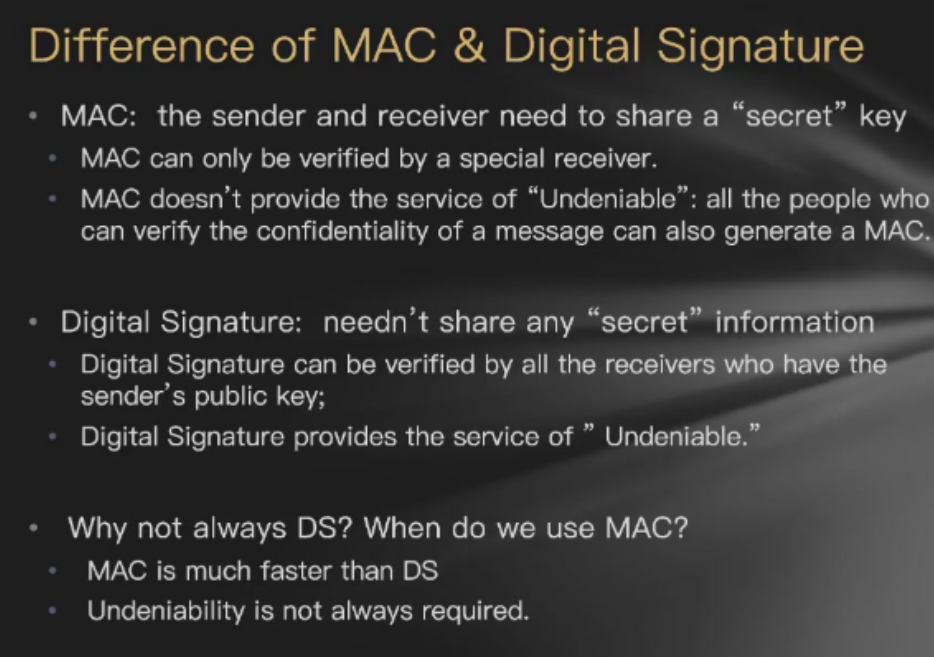 Difference of MAC & Digital Signature
• MAC: the sender and receiver need to share a “secret” key
• MAC can only be verified by a special receiver.
• MAC doesn’t provide the service of “Undeniable”: all the people who
can verify the confidentiality of a message can also generate a MAC.
• Digital Signature: needn’t share any “secret” information
• Digital Signature can be verified by all the receivers who have the
sender’s public key;
• Digital Signature provides the service of ” Undeniable.”
• Why not always DS? When do we use MAC?
• MAC is much faster than DS
• Undeniability is not always required.